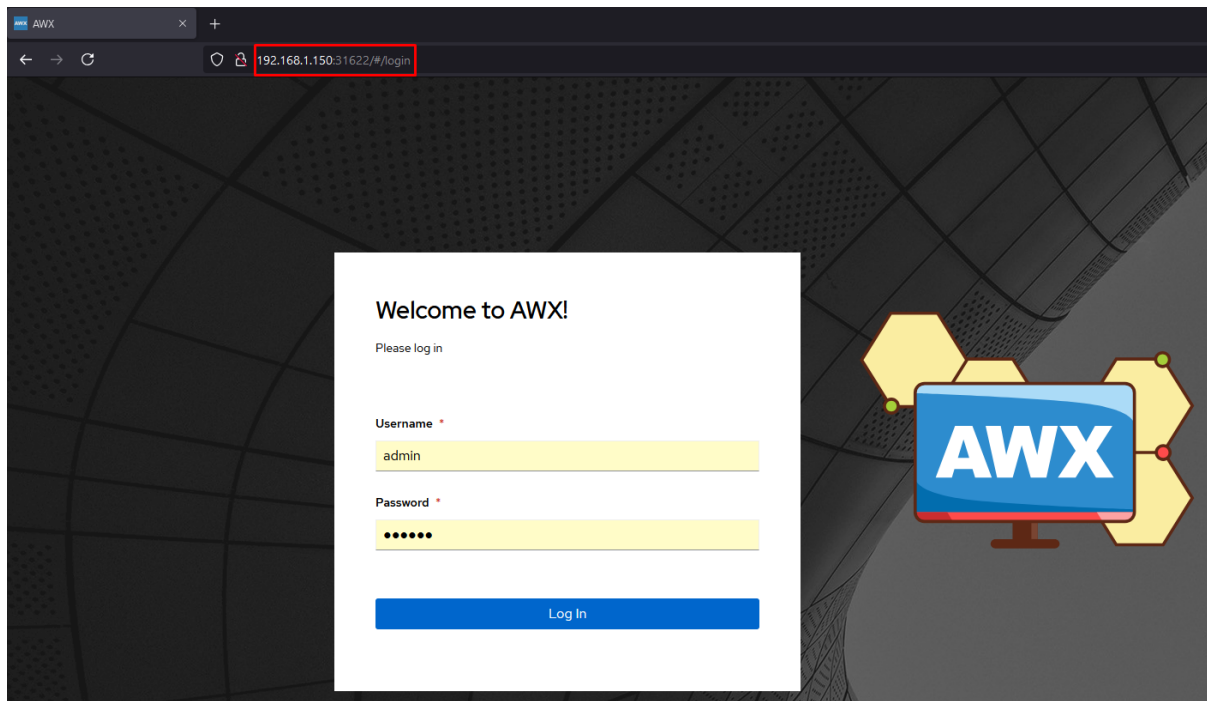 AWX
192.168.1.150:31622/#/login
Welcome to AWX!
Please log in
Username *
admin
Password *
••••••
Log In
AWX